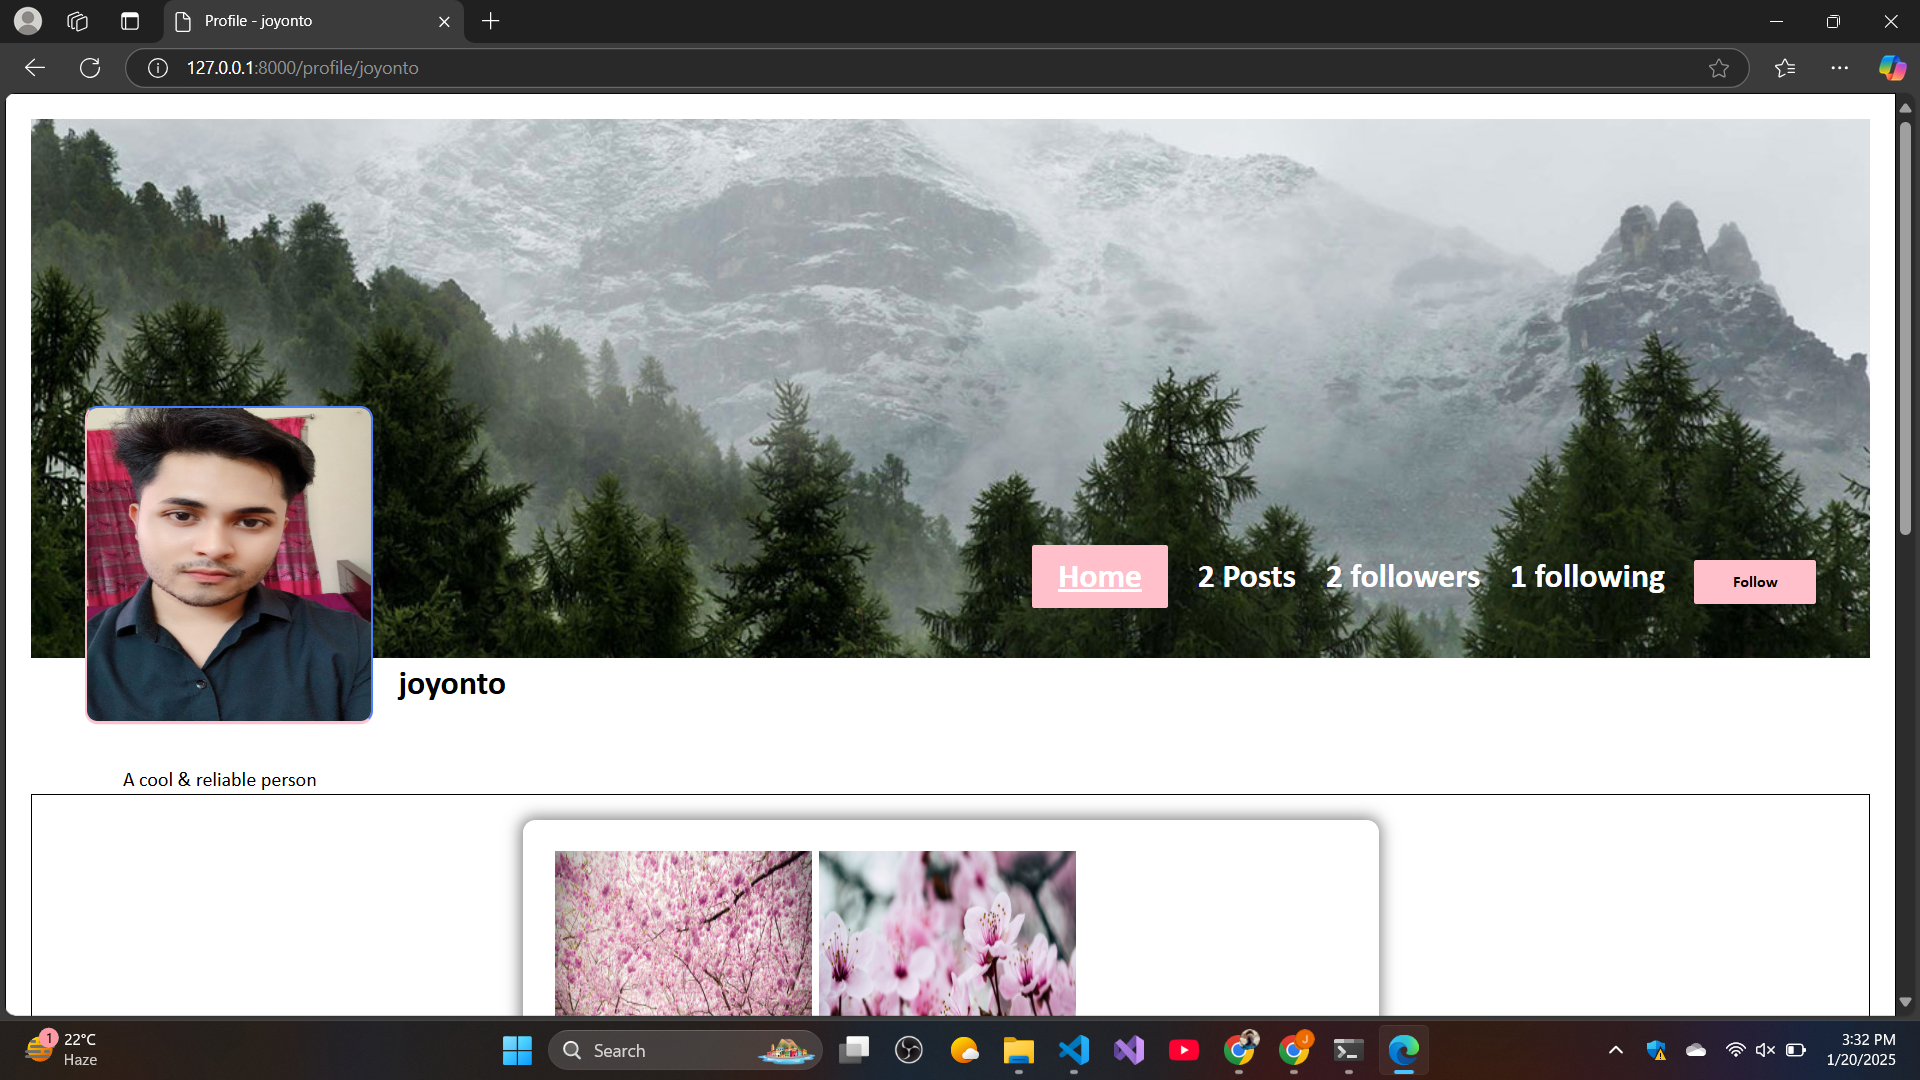 Profile - joyonto
127.0.0.1:8000/profile/joyonto
Home
2 Posts
2 followers
1 following
Follow
joyonto
A cool & reliable person
1
22°C
Haze
Search
J
3:32 PM
1/20/2025